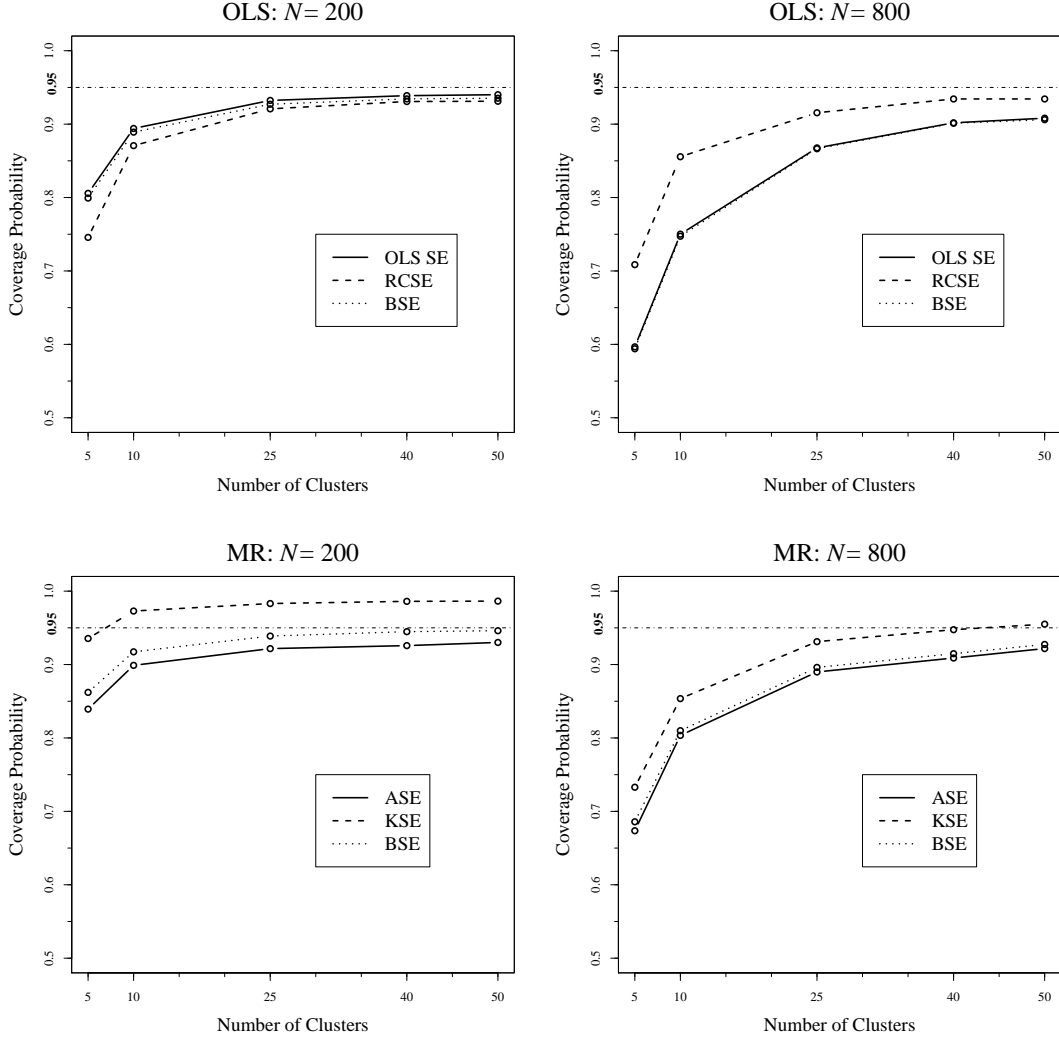 OLS: N= 200
Coverage Probability
1.0
0.95
0.9
0.8
0.7
0.6
0.5
OLS SE
RCSE
BSE
5 10 25 40 50
Number of Clusters
OLS: N= 800
Coverage Probability
1.0
0.95
0.9
0.8
0.7
0.6
0.5
OLS SE
RCSE
BSE
5 10 25 40 50
Number of Clusters
MR: N= 200
Coverage Probability
1.0
0.95
0.9
0.8
0.7
0.6
0.5
ASE
KSE
BSE
5 10 25 40 50
Number of Clusters
MR: N= 800
Coverage Probability
1.0
0.95
0.9
0.8
0.7
0.6
0.5
ASE
KSE
BSE
5 10 25 40 50
Number of Clusters